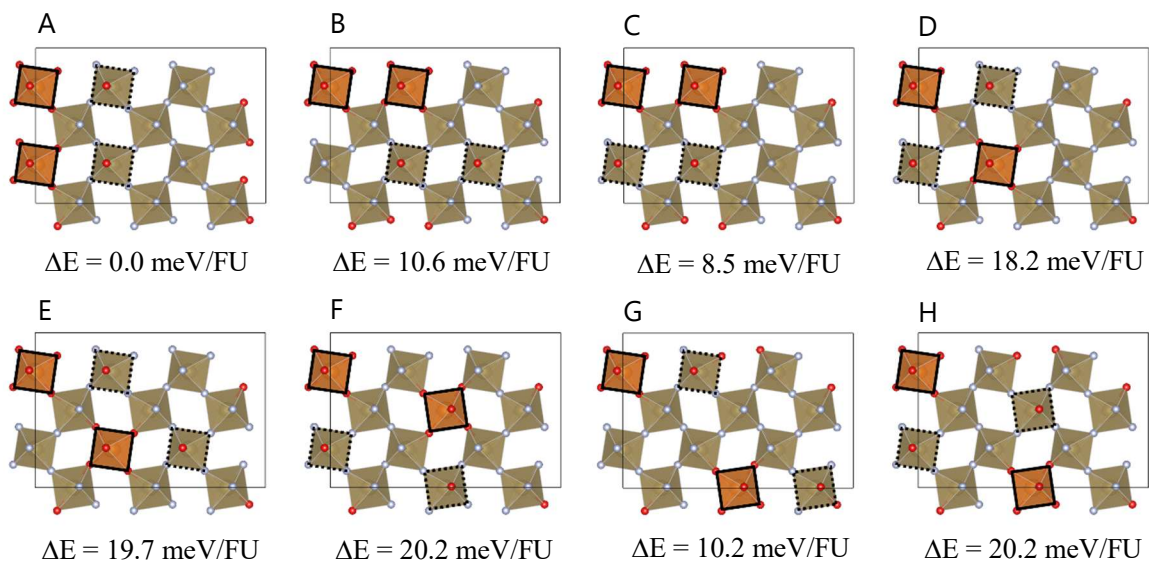 A B C D
ΔE = 0.0 meV/FU ΔE = 10.6 meV/FU ΔE = 8.5 meV/FU ΔE = 18.2 meV/FU
E F G H
ΔE = 19.7 meV/FU ΔE = 20.2 meV/FU ΔE = 10.2 meV/FU ΔE = 20.2 meV/FU